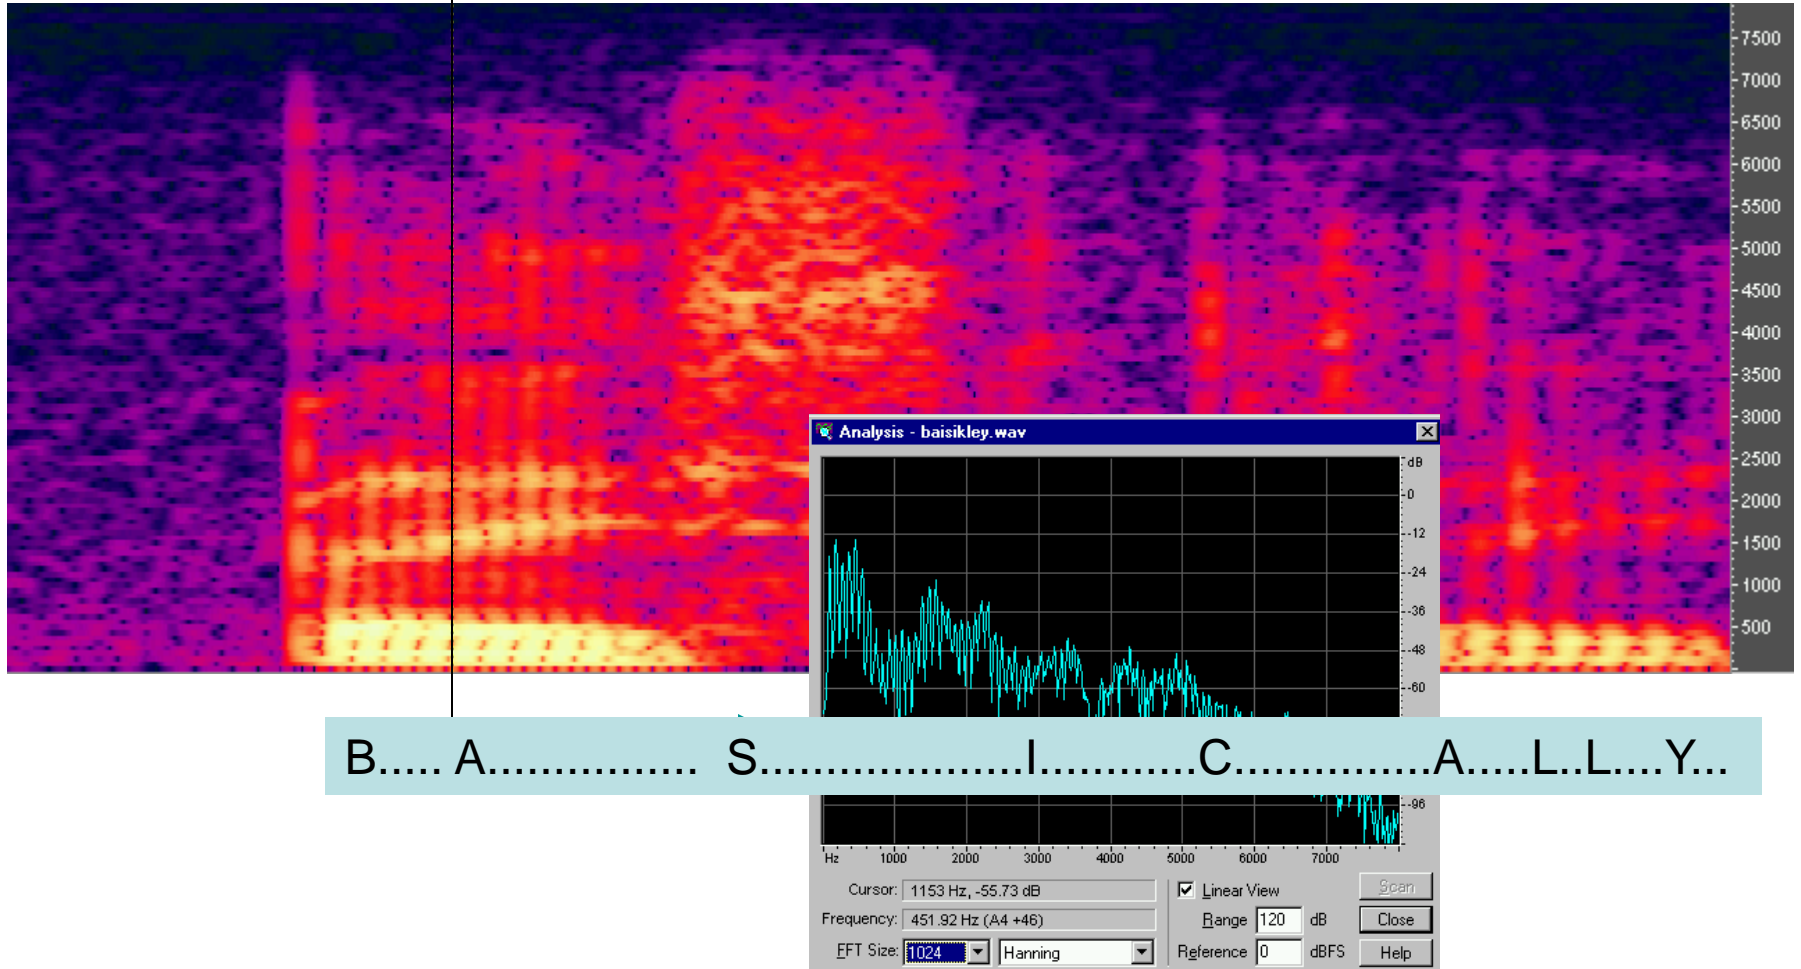 7500
7000
6500
6000
5500
5000
4500
4000
3500
3000
2500
2000
1500
1000
500
Analysis - baisikley.wav
dB
-0
-12
-24
-36
-48
-60
B..... A................ S....................I............C...............A.....L..L....Y...
-96
Hz 1000 2000 3000 4000 5000 6000 7000
Cursor: 1153 Hz, -55.73 dB
Linear View
Scan
Frequency: 451.92 Hz (A4 +46)
Range 120 dB
Close
FFT Size: 1024 Hanning
Reference 0 dBFS
Help